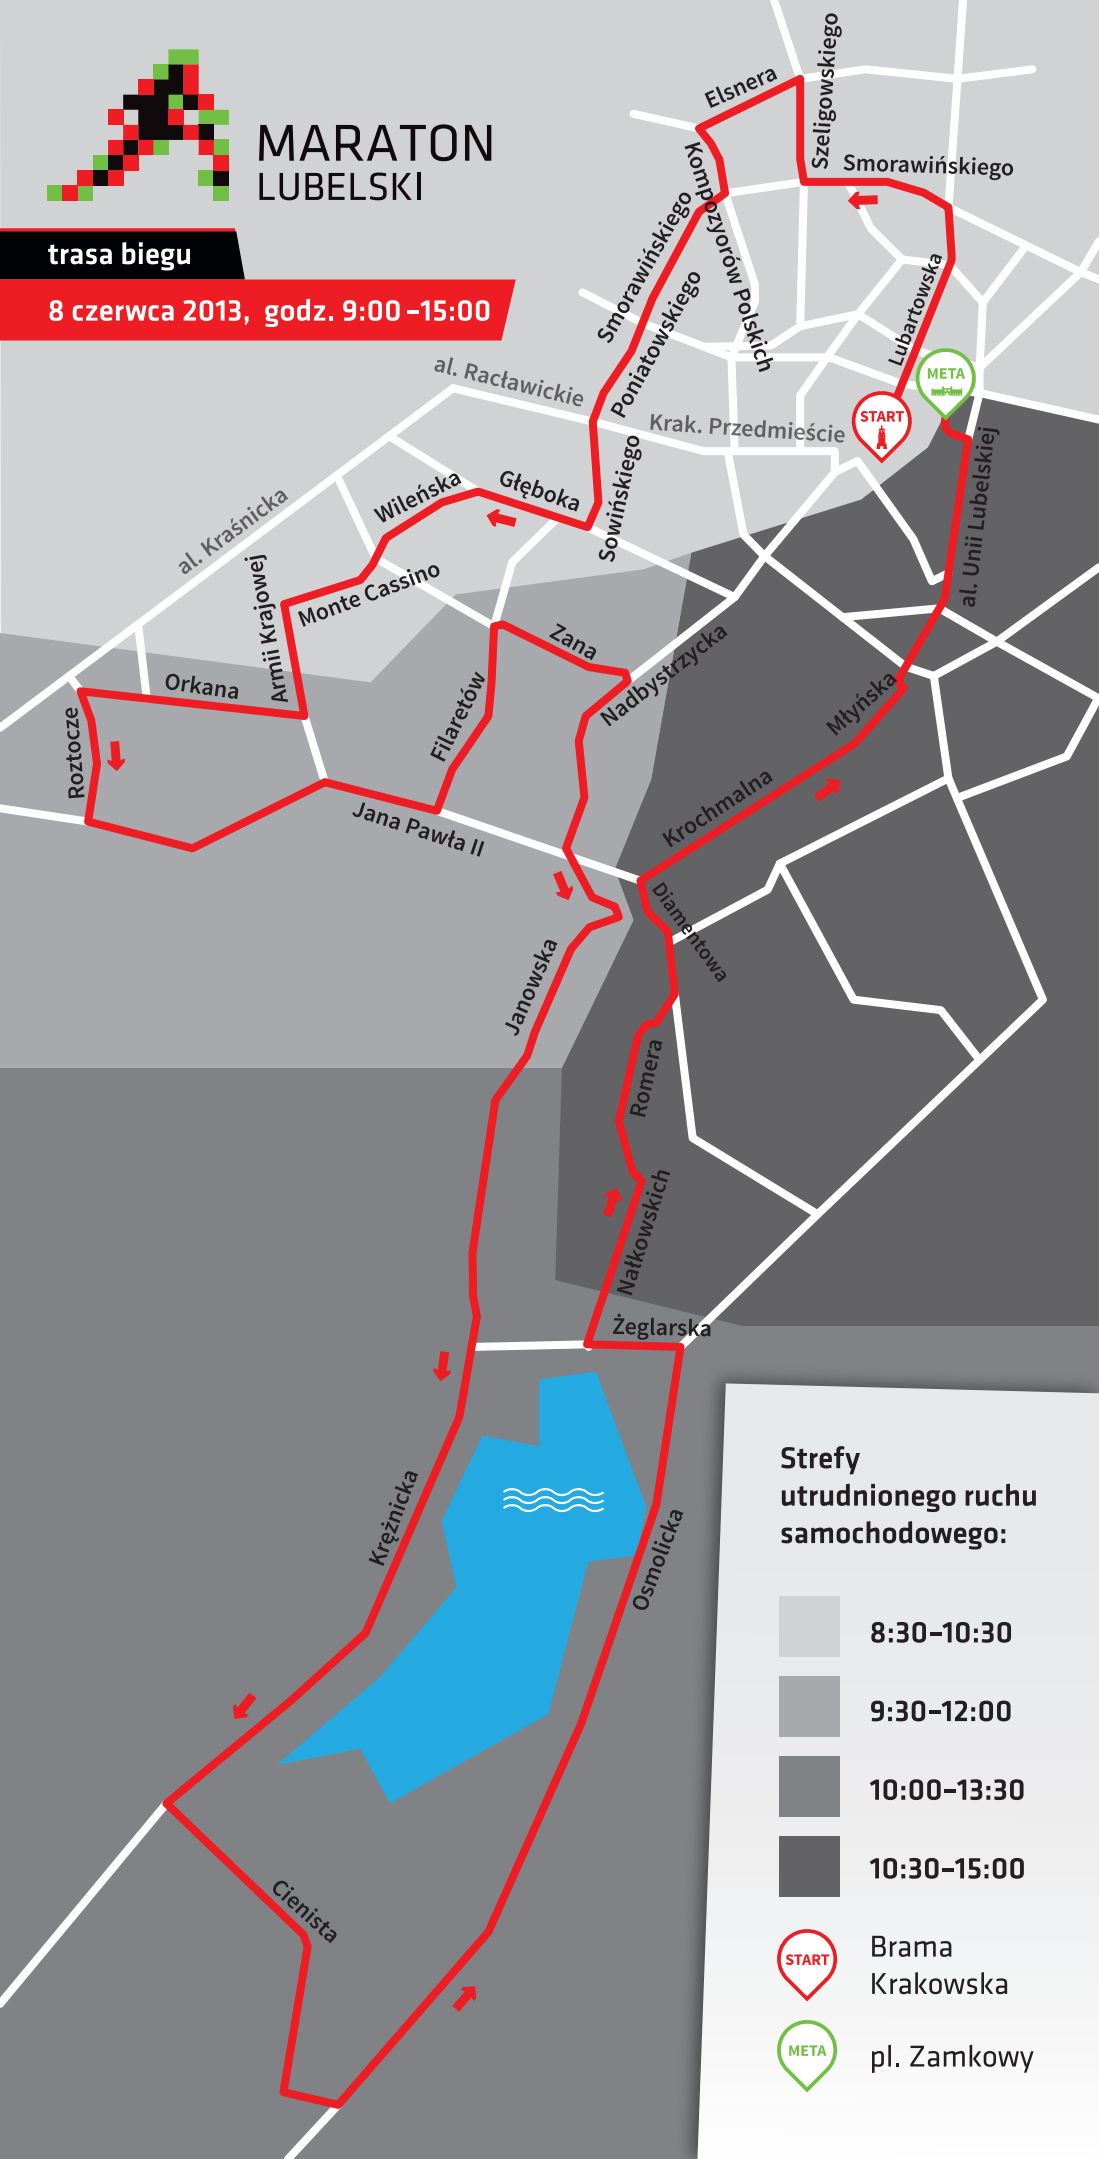 MARATON
LUBELSKI
trasa biegu
8 czerwca 2013, godz. 9:00–15:00
Elsnera
Szeligowskiego
Smorawińskiego
Kompozyorów Polskich
Smorawińskiego
Poniatowskiego
Lubartowska
META
START
al. Racławickie
Krak. Przedmieście
al. Kraśnicka
Wileńska
Głęboka
Sowińskiego
al. Unii Lubelskiej
Monte Cassino
Armii Krajowej
Zana
Nadbystrzycka
Orkana
Filaretów
Młyńska
Roztocze
Jana Pawła II
Krochmalna
Diamentowa
Janowska
Romera
Nałkowskich
Żeglarska
Krężnicka
Osmolicka
Cienista
Strefy
utrudnionego ruchu
samochodowego:
8:30–10:30
9:30–12:00
10:00–13:30
10:30–15:00
START
Brama
Krakowska
META
pl. Zamkowy